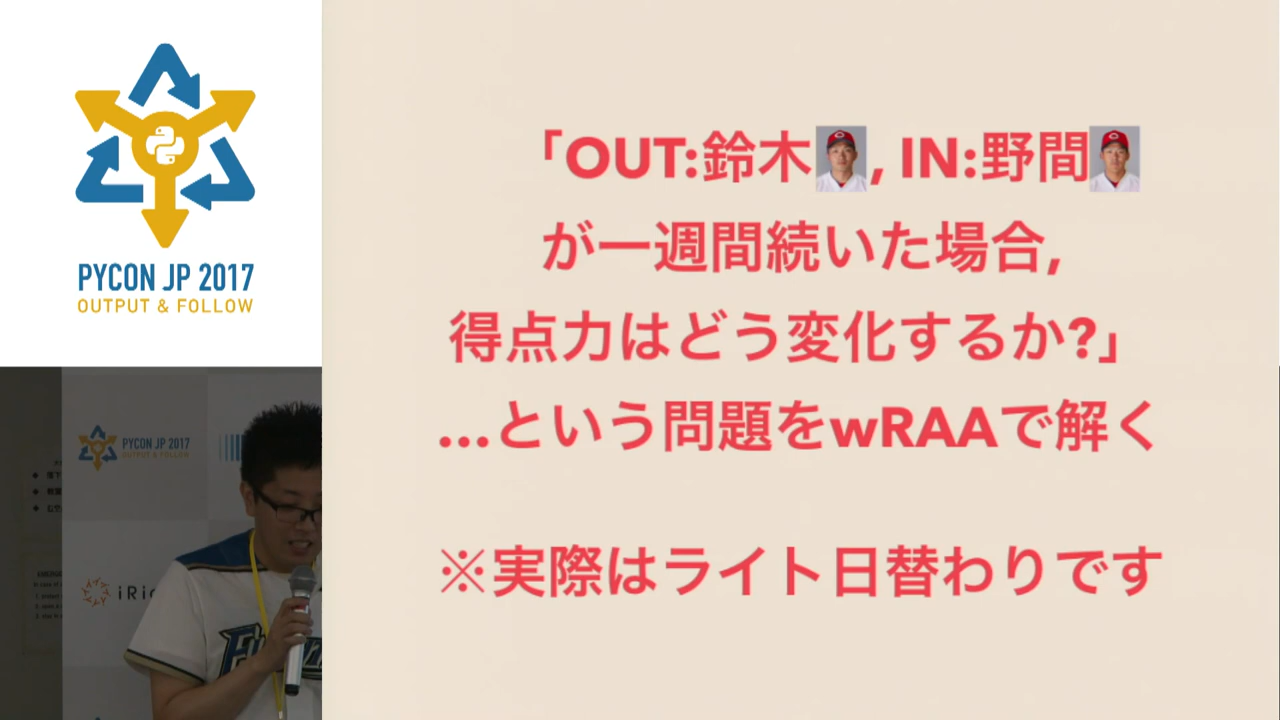 PYCON JP 2017
OUTPUT & FOLLOW
「OUT:鈴木, IN:野間
が一週間続いた場合,
得点力はどう変化するか?」
...という問題をwRAAで解く
※実際はライト日替わりです
PYCON JP 2017
OUTPUT & FOLLOW